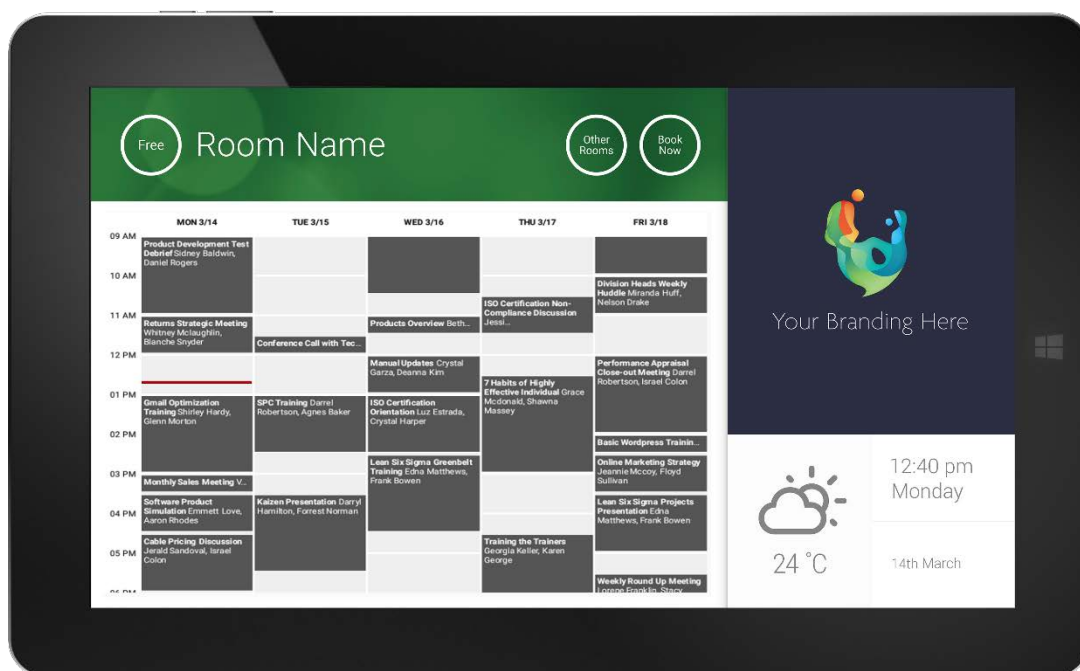 Free
Room Name
Other
Rooms
Book
Now
MON 3/14
TUE 3/15
WED 3/16
THU 3/17
FRI 3/18
09 AM
10 AM
11 AM
12 PM
01 PM
02 PM
03 PM
04 PM
05 PM
Product Development Test
Debrief Sidney Baldwin,
Daniel Rogers
Returns Strategic Meeting
Whitney Mclaughlin,
Blanche Snyder
Gmail Optimization
Training Shirley Hardy,
Glenn Morton
Monthly Sales Meeting V...
Software Product
Simulation Emmett Love,
Aaron Rhodes
Cable Pricing Discussion
Jerald Sandoval, Israel
Colon
Conference Call with Tec...
SPC Training Darrel
Robertson, Agnes Baker
Kaizen Presentation Darryl
Hamilton, Forrest Norman
Products Overview Beth...
Manual Updates Crystal
Garza, Deanna Kim
ISO Certification
Orientation Luz Estrada,
Crystal Harper
Lean Six Sigma Greenbelt
Training Edna Matthews,
Frank Bowen
ISO Certification Non-
Compliance Discussion
Jessi...
7 Habits of Highly
Effective Individual Grace
Mcdonald, Shawna
Massey
Training the Trainers
Georgia Keller, Karen
George
Division Heads Weekly
Huddle Miranda Huff,
Nelson Drake
Performance Appraisal
Close-out Meeting Darrel
Robertson, Israel Colon
Basic Wordpress Trainin...
Online Marketing Strategy
Jeannie Mccoy, Floyd
Sullivan
Lean Six Sigma Projects
Presentation Edna
Matthews, Frank Bowen
Weekly Round Up Meeting
Lorene Franklin, Stacy
Your Branding Here
24 °C
12:40 pm
Monday
14th March